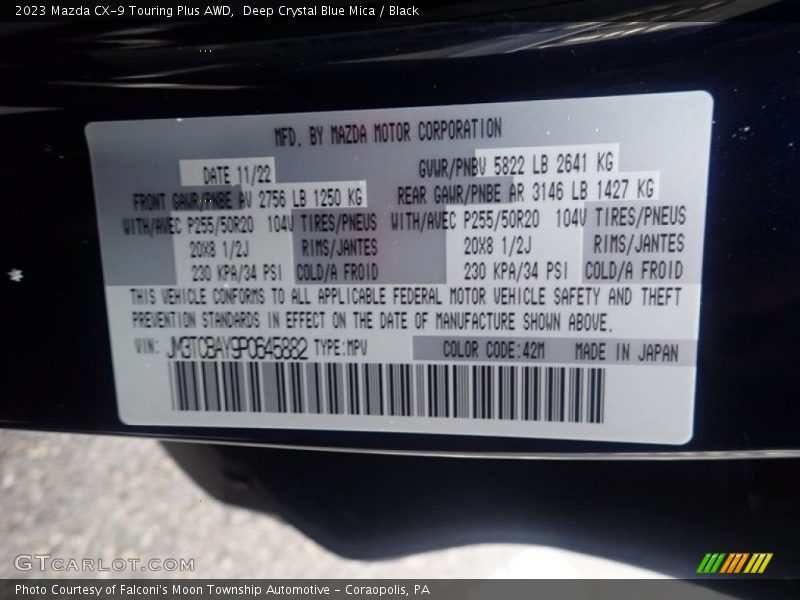 2023 Mazda CX-9 Touring Plus AWD,  Deep Crystal Blue Mica / Black
MFD. BY MAZDA MOTOR CORPORATION
DATE 11/22
GVWR/PNBV 5822 LB 2641 KG
FRONT GAWR/PNBE AV 2756 LB 1250 KG
REAR GAWR/PNBE AR 3146 LB 1427 KG
WITH/AVEC P255/50R20 104V TIRES/PNEUS
WITH/AVEC P255/50R20 104V TIRES/PNEUS
20X8 1/2J RIMS/JANTES
20X8 1/2J RIMS/JANTES
230 KPA/34 PSI COLD/A FROID
230 KPA/34 PSI COLD/A FROID
THIS VEHICLE CONFORMS TO ALL APPLICABLE FEDERAL MOTOR VEHICLE SAFETY AND THEFT
PREVENTION STANDARDS IN EFFECT ON THE DATE OF MANUFACTURE SHOWN ABOVE.
VIN: JM3TCBAY9P0645882 TYPE:MPV
COLOR CODE:42M MADE IN JAPAN
GTCARLOT.COM
Photo Courtesy of Falconi's Moon Township Automotive - Coraopolis, PA